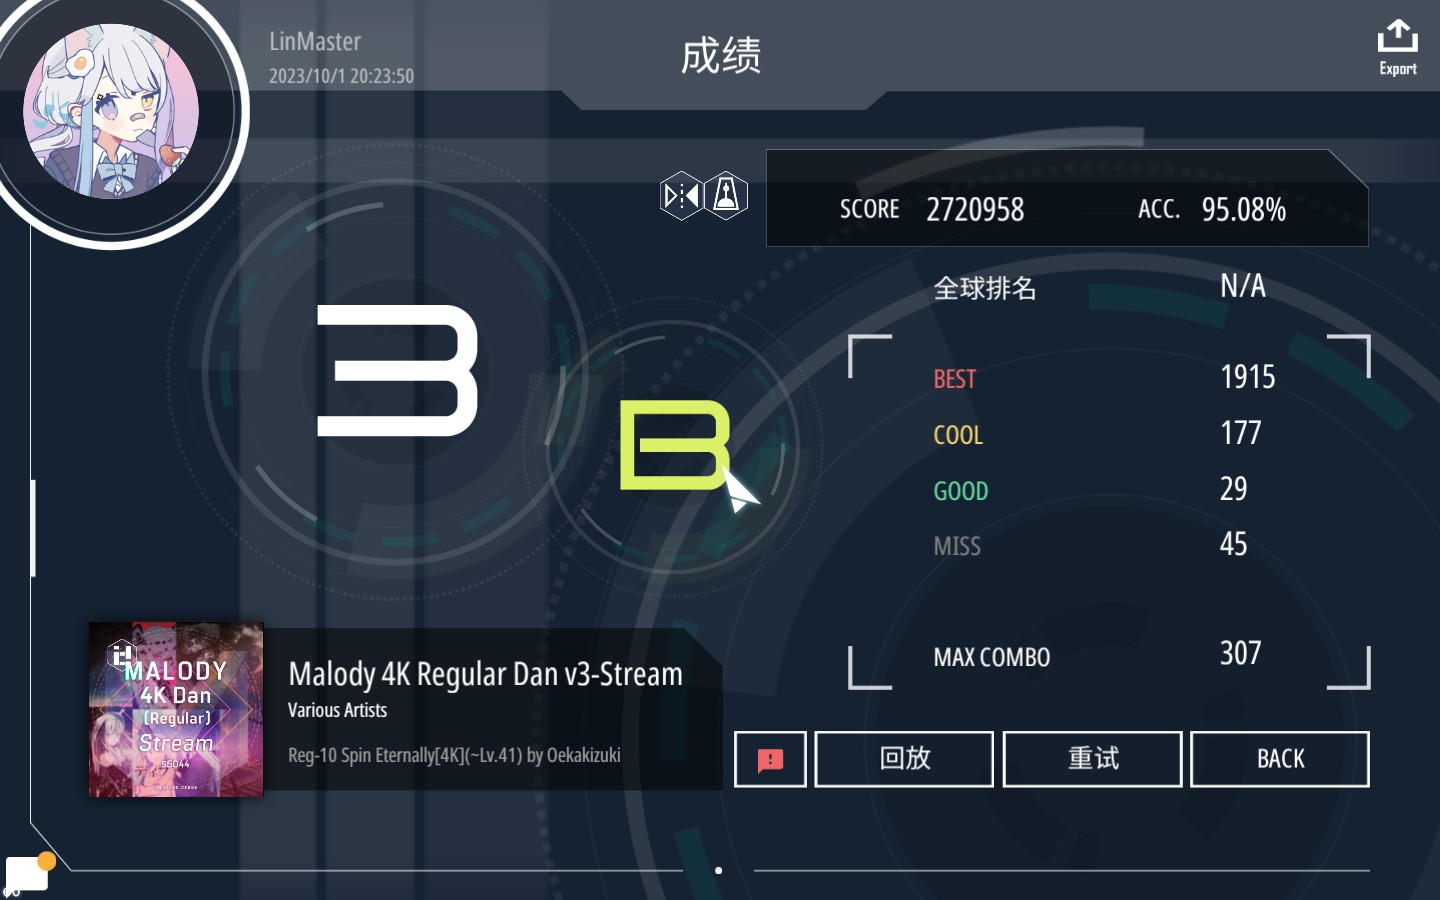 LinMaster
2023/10/1 20:23:50
成绩
Export
SCORE 2720958 ACC. 95.08%
全球排名 N/A
BEST 1915
COOL 177
GOOD 29
MISS 45
MAX COMBO 307
B
B
MALODY
4K Dan
(Regular)
Stream
Malody 4K Regular Dan v3-Stream
Various Artists
Reg-10 Spin Eternally[4K](~Lv.41) by Oekakizuki
回放
重试
BACK